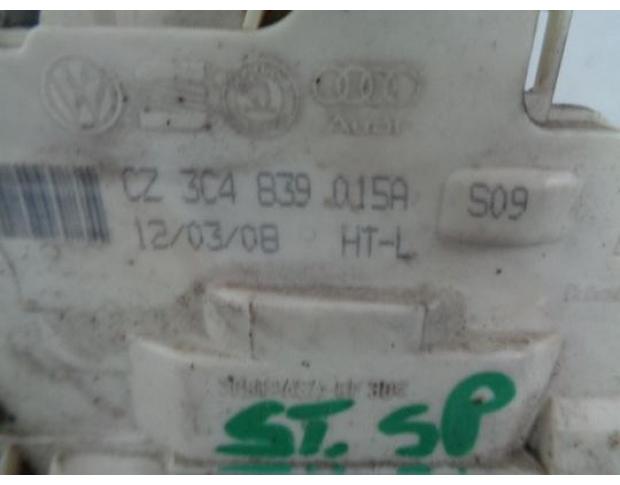 Audi
CZ 3C4 839 015A
S09
12/03/08 HT-L
ST. SP